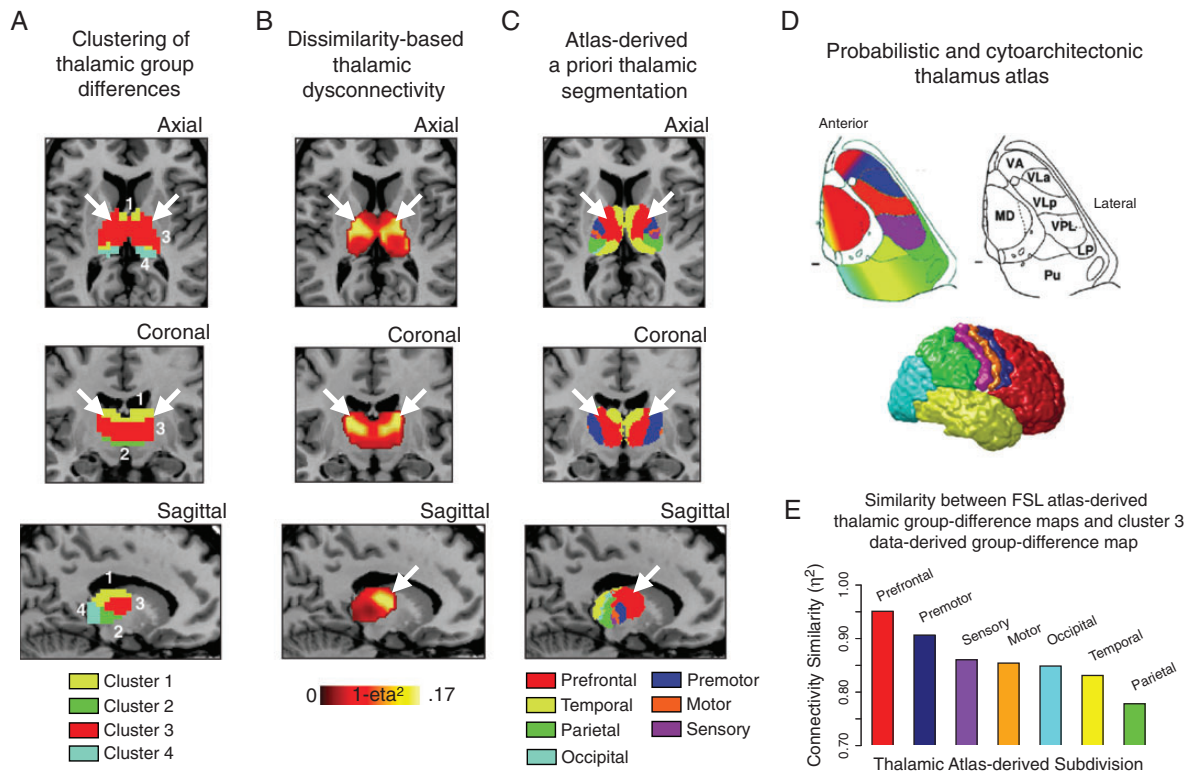 A
Clustering of
thalamic group
differences
Axial
1
3
4
Coronal
1
3
2
Sagittal
1
4
3
2
Cluster 1
Cluster 2
Cluster 3
Cluster 4
B
Dissimilarity-based
thalamic
dysconnectivity
Axial
Coronal
Sagittal
0 1-eta² .17
C
Atlas-derived
a priori thalamic
segmentation
Axial
Coronal
Sagittal
Prefrontal
Temporal
Parietal
Occipital
Premotor
Motor
Sensory
D
Probabilistic and cytoarchitectonic
thalamus atlas
Anterior
Lateral
VA
VLa
VLp
MD
VPL
LP
Pu
E
Similarity between FSL atlas-derived
thalamic group-difference maps and cluster 3
data-derived group-difference map
Connectivity Similarity (η²)
1.00
0.90
0.80
0.70
Prefrontal
Premotor
Sensory
Motor
Occipital
Temporal
Parietal
Thalamic Atlas-derived Subdivision